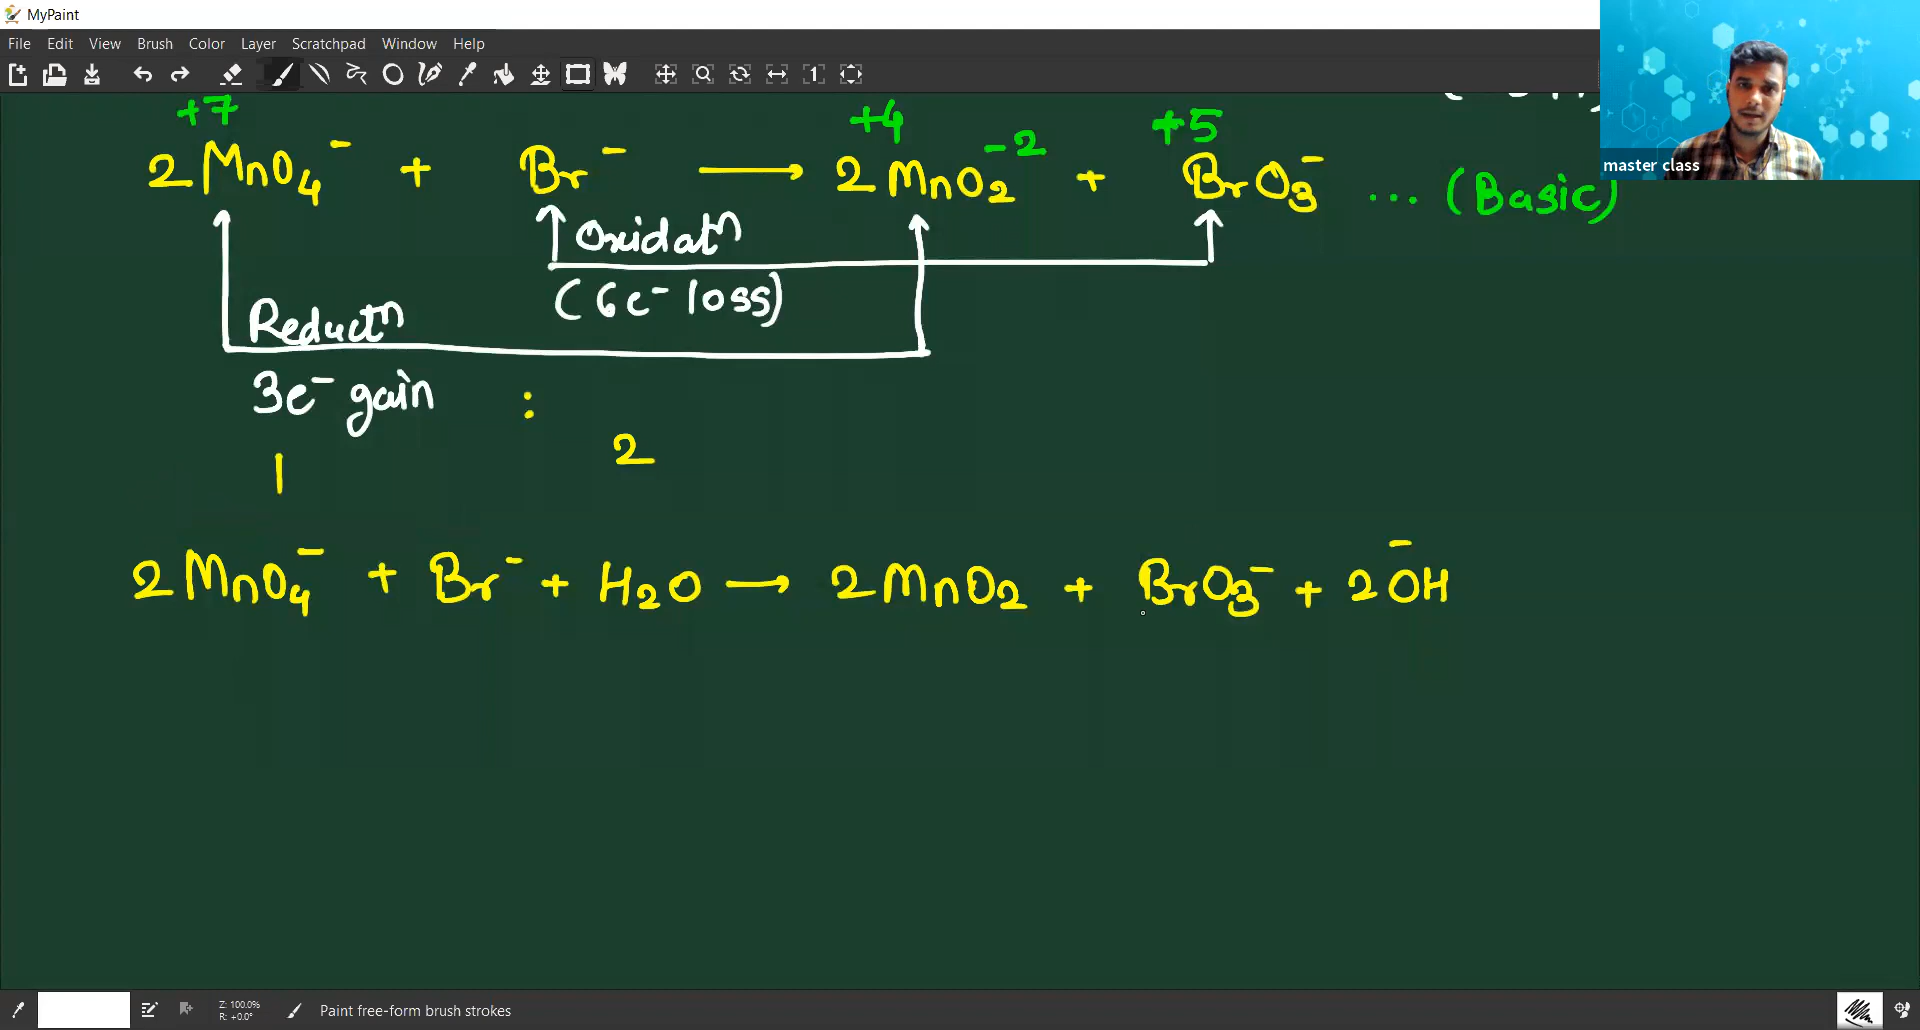 MyPaint
File Edit View Brush Color Layer Scratchpad Window Help
1
master class
+7 +4 -2 +5
2MnO₄⁻ + Br⁻ → 2MnO₂ + BrO₃⁻ ... (Basic)
Oxidatⁿ
(6e⁻ loss)
Reductⁿ
3e⁻ gain :
1 2
2MnO₄⁻ + Br⁻ + H₂O → 2MnO₂ + BrO₃⁻ + 2O⁻H
Z: 100.0%
R: +0.0°
Paint free-form brush strokes